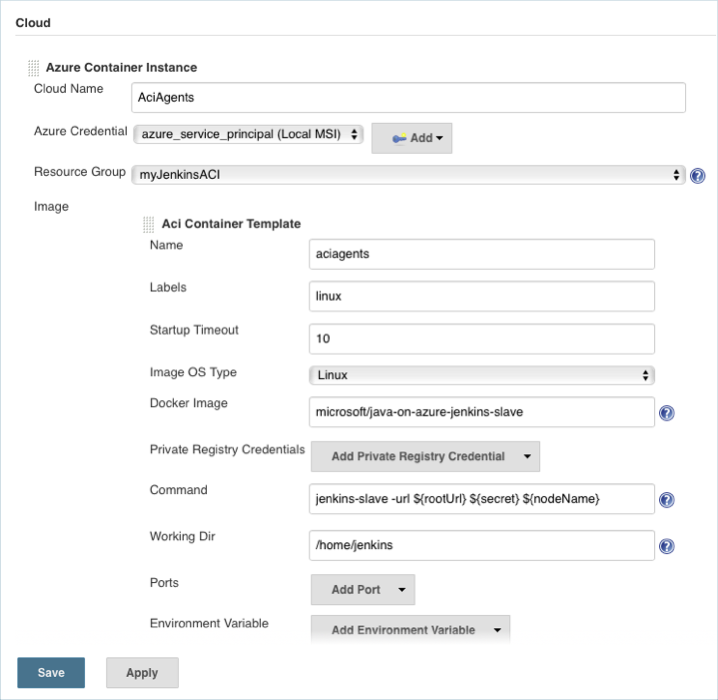 Cloud
Azure Container Instance
Cloud Name
AciAgents
Azure Credential azure_service_principal (Local MSI) Add
Resource Group myJenkinsACI ?
Image
Aci Container Template
Name
aciagents
Labels
linux
Startup Timeout
10
Image OS Type Linux
Docker Image
microsoft/java-on-azure-jenkins-slave ?
Private Registry Credentials Add Private Registry Credential
Command
jenkins-slave -url ${rootUrl} ${secret} ${nodeName} ?
Working Dir
/home/jenkins ?
Ports Add Port
Environment Variable Add Environment Variable
Save Apply